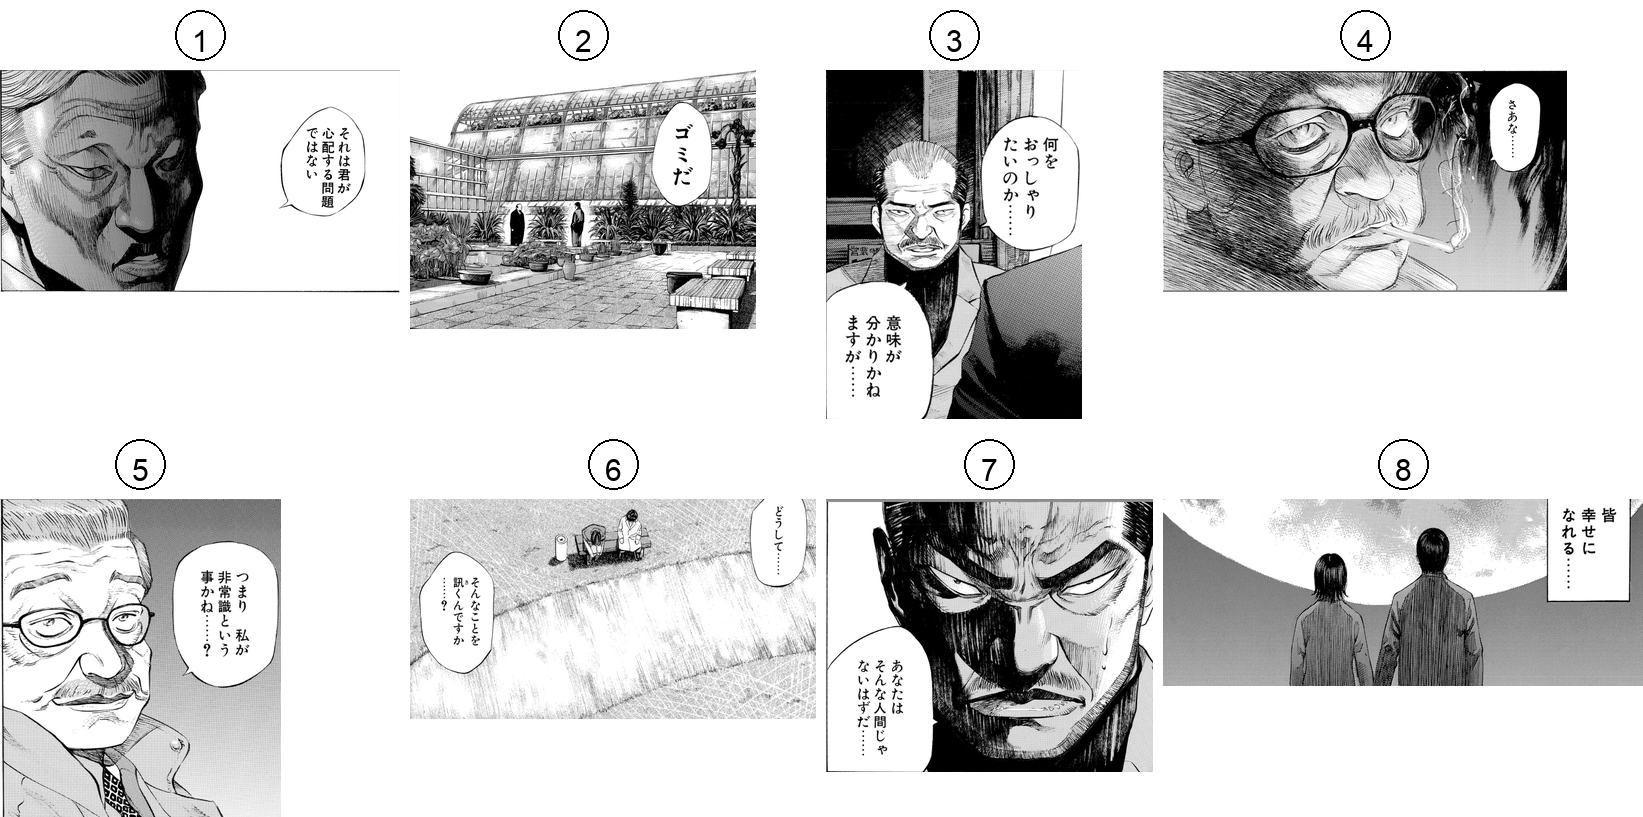 1
それは君が
心配する問題
ではない
2
ゴミだ
3
何を
おっしゃり
たいのか……
意味が
分かりかね
ますが……
4
さあな……
5
つまり 私が
非常識という
事かね……?
6
どうして……
そんなことを
訊くんですか
……?
7
あなたは
そんな人間じゃ
ないはずだ……
8
皆
幸せに
なれる……